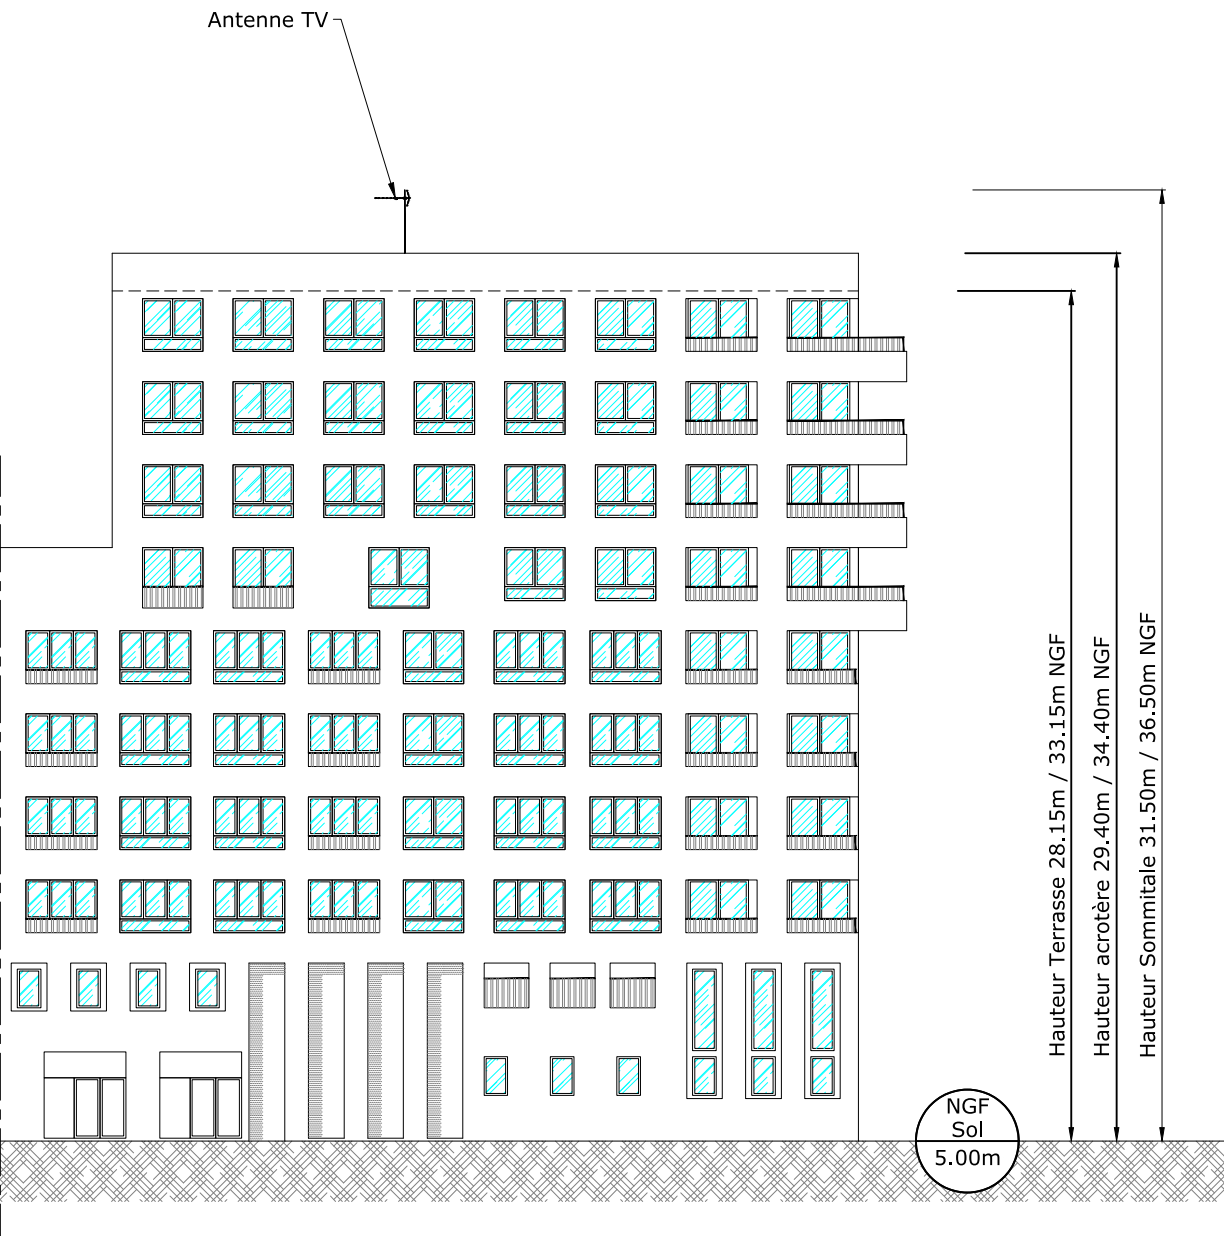 Antenne TV
Hauteur Terrasse 28.15m / 33.15m NGF
Hauteur acrotère 29.40m / 34.40m NGF
Hauteur Sommitale 31.50m / 36.50m NGF
NGF
Sol
5.00m